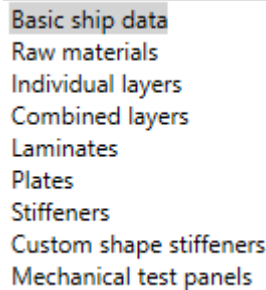 Basic ship data
Raw materials
Individual layers
Combined layers
Laminates
Plates
Stiffeners
Custom shape stiffeners
Mechanical test panels